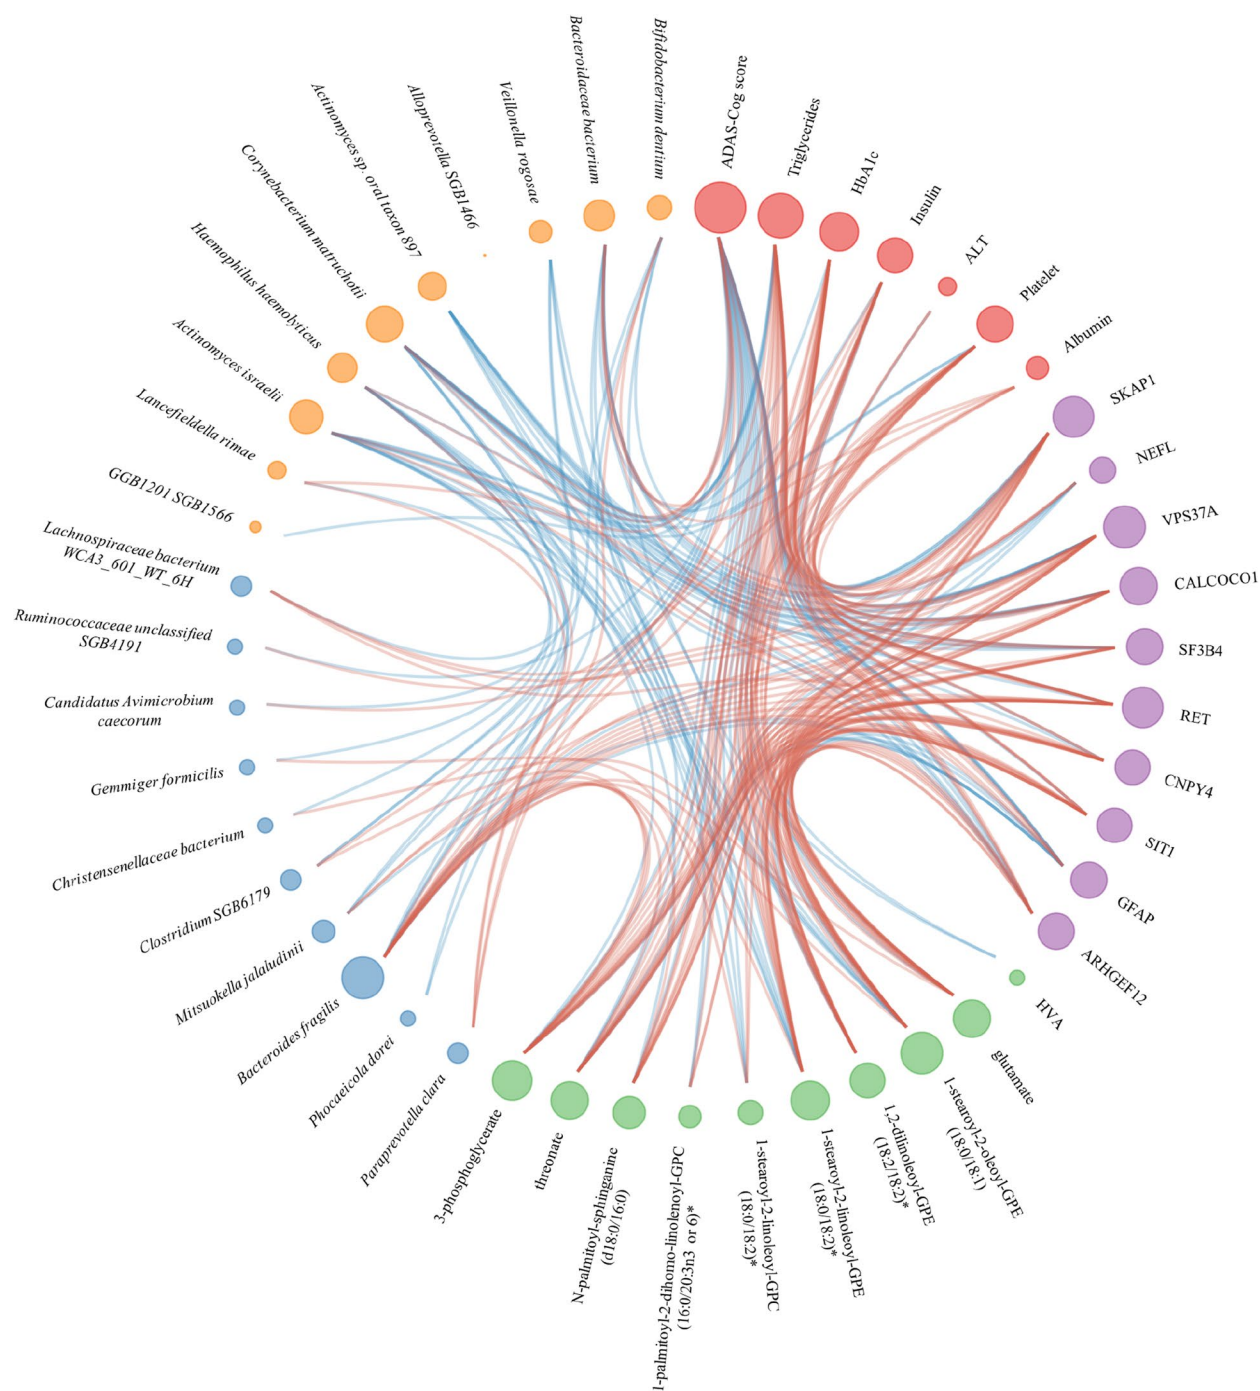 ADAS-Cog score
Triglycerides
HbA1c
Insulin
ALT
Platelet
Albumin
SKAP1
NEFL
VPS37A
CALCOCO1
SF3B4
RET
CNPY4
SIT1
GFAP
ARHGEF12
HVA
glutamate
1-stearoyl-2-oleoyl-GPE
(18:0/18:1)
1,2-dilinoleoyl-GPE
(18:2/18:2)*
1-stearoyl-2-linoleoyl-GPE
(18:0/18:2)*
1-stearoyl-2-linoleoyl-GPC
(18:0/18:2)*
1-palmitoyl-2-dihomo-linolenoyl-GPC
(16:0/20:3n3 or 6)*
N-palmitoyl-sphinganine
(d18:0/16:0)
threonate
3-phosphoglycerate
Paraprevotella clara
Phocaeicola dorei
Bacteroides fragilis
Mitsuokella jalaludinii
Clostridium SGB6179
Christensenellaceae bacterium
Gemmiger formicilis
Candidatus Avimicrobium
caecorum
Ruminococcaceae unclassified
SGB4191
Lachnospiraceae bacterium
WCA3_601_WT_6H
GGB1201 SGB1566
Lancefieldella rimae
Actinomyces israelii
Haemophilus haemolyticus
Corynebacterium matruchotii
Actinomyces sp. oral taxon 897
Alloprevotella SGB1466
Veillonella rogosae
Bacteroidaceae bacterium
Bifidobacterium dentium